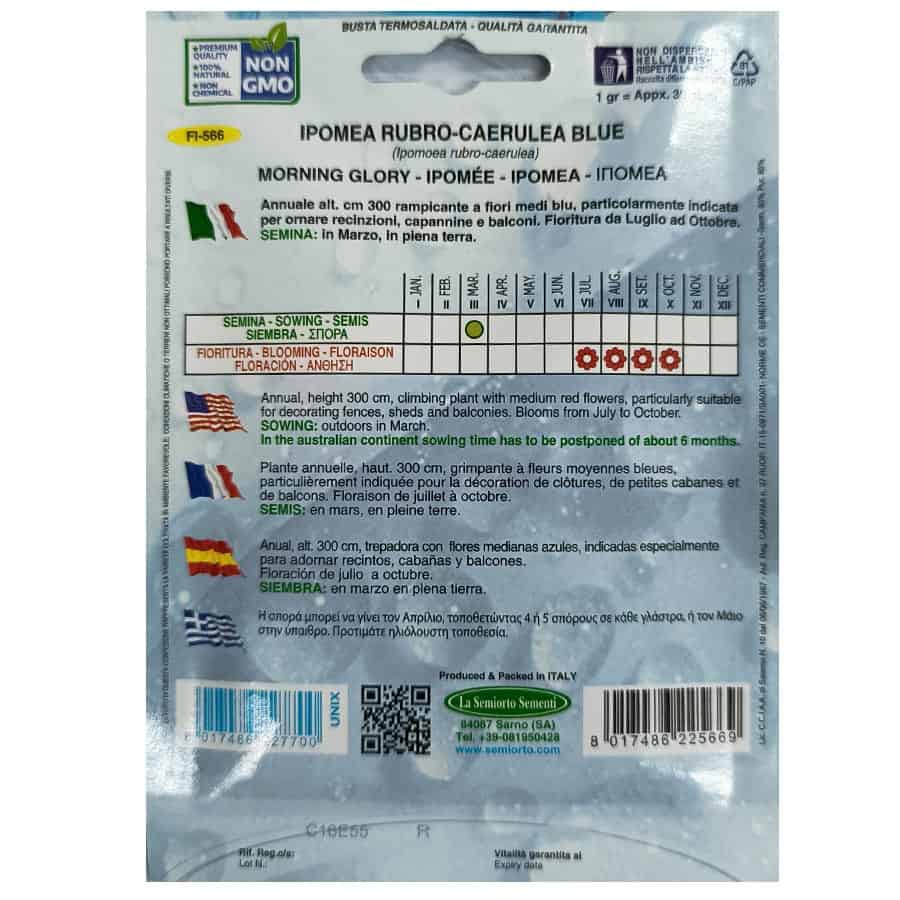 BUSTA TERMOSALDATA - QUALITÀ GARANTITA
PREMIUM QUALITY
100% NATURAL
NON CHEMICAL
NON GMO
NON DISPERDE
NELL'AMBIE
RISPETTA LA
81
C/PAP
1 gr = Appx.
FI-566
IPOMEA RUBRO-CAERULEA BLUE
(Ipomoea rubro-caerulea)
MORNING GLORY - IPOMÉE - IPOMEA - ΙΠΟΜΕΑ
Annuale alt. cm 300 rampicante a fiori medi blu, particolarmente indicata
per ornare recinzioni, capannine e balconi. Fioritura da Luglio ad Ottobre.
SEMINA: in Marzo, in piena terra.
JAN. FEB. MAR. APR. MAY. JUN. JUL. AUG. SET. OCT. NOV. DEC.
I II III IV V VI VII VIII IX X XI XII
SEMINA - SOWING - SEMIS
SIEMBRA - ΣΠΟΡΑ
FIORITURA - BLOOMING - FLORAISON
FLORACIÓN - ΑΝΘΗΣΗ
Annual, height 300 cm, climbing plant with medium red flowers, particularly suitable
for decorating fences, sheds and balconies. Blooms from July to October.
SOWING: outdoors in March.
In the australian continent sowing time has to be postponed of about 6 months.
Plante annuelle, haut. 300 cm, grimpante à fleurs moyennes bleues,
particulièrement indiquée pour la décoration de clôtures, de petites cabanes et
de balcons. Floraison de juillet à octobre.
SEMIS: en mars, en pleine terre.
Anual, alt. 300 cm, trepadora con flores medianas azules, indicadas especialmente
para adornar recintos, cabañas y balcones.
Floración de julio a octubre.
SIEMBRA: en marzo en plena tierra.
Η σπορά μπορεί να γίνει τον Απρίλιο, τοποθετώντας 4 ή 5 σπόρους σε κάθε γλάστρα, ή τον Μάιο
στην ύπαιθρο. Προτιμάτε ηλιόλουστη τοποθεσία.
Produced & Packed in ITALY
La Semiorto Sementi
84087 Sarno (SA)
Tel. +39-081950428
www.semiorto.com
UNIX
8 017486 225669
C16E55 R
Rif. Reg.o/s:
Lot N.:
Vitalità garantita al
Expiry date